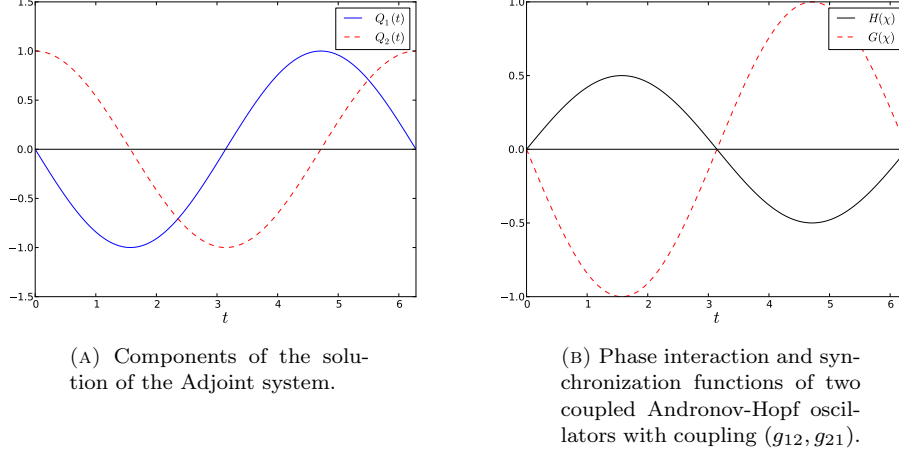 Q₁(t)
Q₂(t)
1.5
1.0
0.5
0.0
−0.5
−1.0
−1.5
0 1 2 3 4 5 6
t
(A) Components of the solu-
tion of the Adjoint system.
H(χ)
G(χ)
1.0
0.5
0.0
−0.5
−1.0
0 1 2 3 4 5 6
t
(B) Phase interaction and syn-
chronization functions of two
coupled Andronov-Hopf oscil-
lators with coupling (g₁₂, g₂₁).